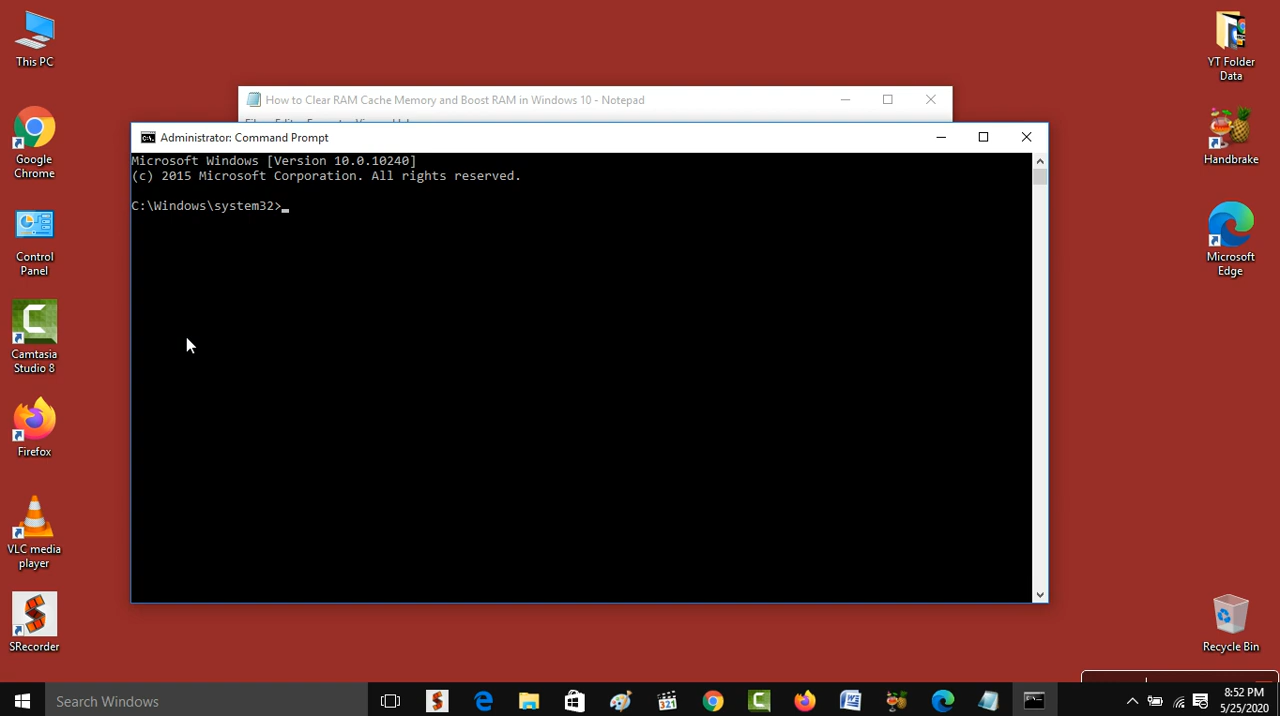 This PC
Google
Chrome
Control
Panel
Camtasia
Studio 8
Firefox
VLC media
player
SRecorder
How to Clear RAM Cache Memory and Boost RAM in Windows 10 - Notepad
Administrator: Command Prompt
Microsoft Windows [Version 10.0.10240]
(c) 2015 Microsoft Corporation. All rights reserved.
C:\Windows\system32>_
YT Folder
Data
Handbrake
Microsoft
Edge
Recycle Bin
Search Windows
321
8:52 PM
5/25/2020